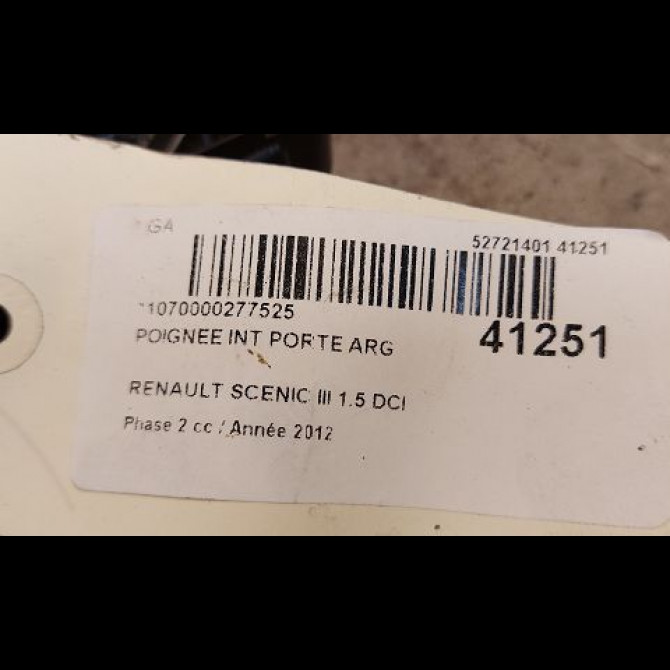 GA
52721401 41251
1070000277525
41251
POIGNEE INT PORTE ARG
RENAULT SCENIC III 1.5 DCI
Phase 2 cc / Année 2012